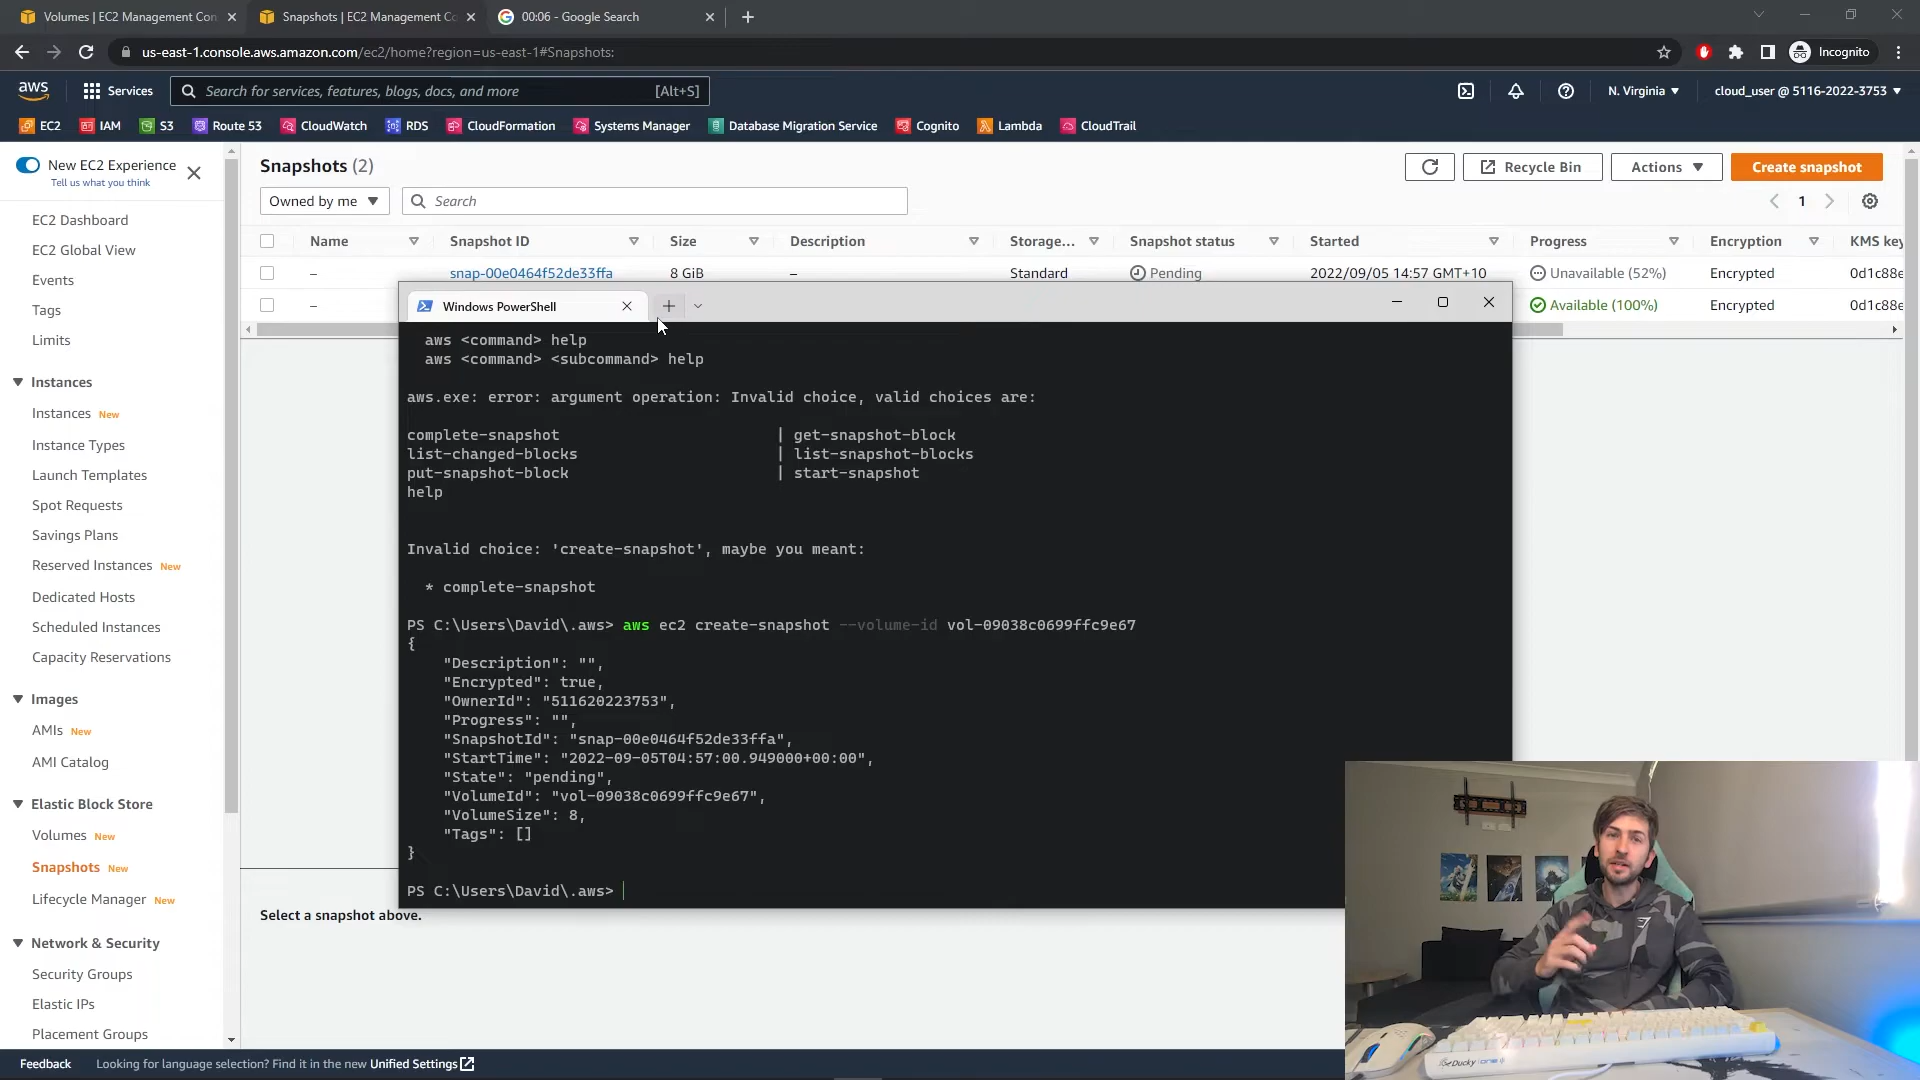 Volumes | EC2 Management Con
Snapshots | EC2 Management Co
00:06 - Google Search
us-east-1.console.aws.amazon.com/ec2/home?region=us-east-1#Snapshots:
Incognito
aws
Services
Search for services, features, blogs, docs, and more
[Alt+S]
N. Virginia
cloud_user @ 5116-2022-3753
EC2
IAM
S3
Route 53
CloudWatch
RDS
CloudFormation
Systems Manager
Database Migration Service
Cognito
Lambda
CloudTrail
New EC2 Experience
Tell us what you think
EC2 Dashboard
EC2 Global View
Events
Tags
Limits
Instances
Instances New
Instance Types
Launch Templates
Spot Requests
Savings Plans
Reserved Instances New
Dedicated Hosts
Scheduled Instances
Capacity Reservations
Images
AMIs New
AMI Catalog
Elastic Block Store
Volumes New
Snapshots New
Lifecycle Manager New
Network & Security
Security Groups
Elastic IPs
Placement Groups
Snapshots (2)
Recycle Bin
Actions
Create snapshot
Owned by me
Search
1
Name
Snapshot ID
Size
Description
Storage...
Snapshot status
Started
Progress
Encryption
KMS key
– snap-00e0464f52de33ffa 8 GiB – Standard Pending 2022/09/05 14:57 GMT+10 Unavailable (52%) Encrypted 0d1c88e
– Available (100%) Encrypted 0d1c88e
Windows PowerShell
aws <command> help
aws <command> <subcommand> help
aws.exe: error: argument operation: Invalid choice, valid choices are:
complete-snapshot | get-snapshot-block
list-changed-blocks | list-snapshot-blocks
put-snapshot-block | start-snapshot
help
Invalid choice: 'create-snapshot', maybe you meant:
* complete-snapshot
PS C:\Users\David\.aws> aws ec2 create-snapshot --volume-id vol-09038c0699ffc9e67
{
"Description": "",
"Encrypted": true,
"OwnerId": "511620223753",
"Progress": "",
"SnapshotId": "snap-00e0464f52de33ffa",
"StartTime": "2022-09-05T04:57:00.949000+00:00",
"State": "pending",
"VolumeId": "vol-09038c0699ffc9e67",
"VolumeSize": 8,
"Tags": []
}
PS C:\Users\David\.aws>
Select a snapshot above.
Ducky
Feedback
Looking for language selection? Find it in the new Unified Settings